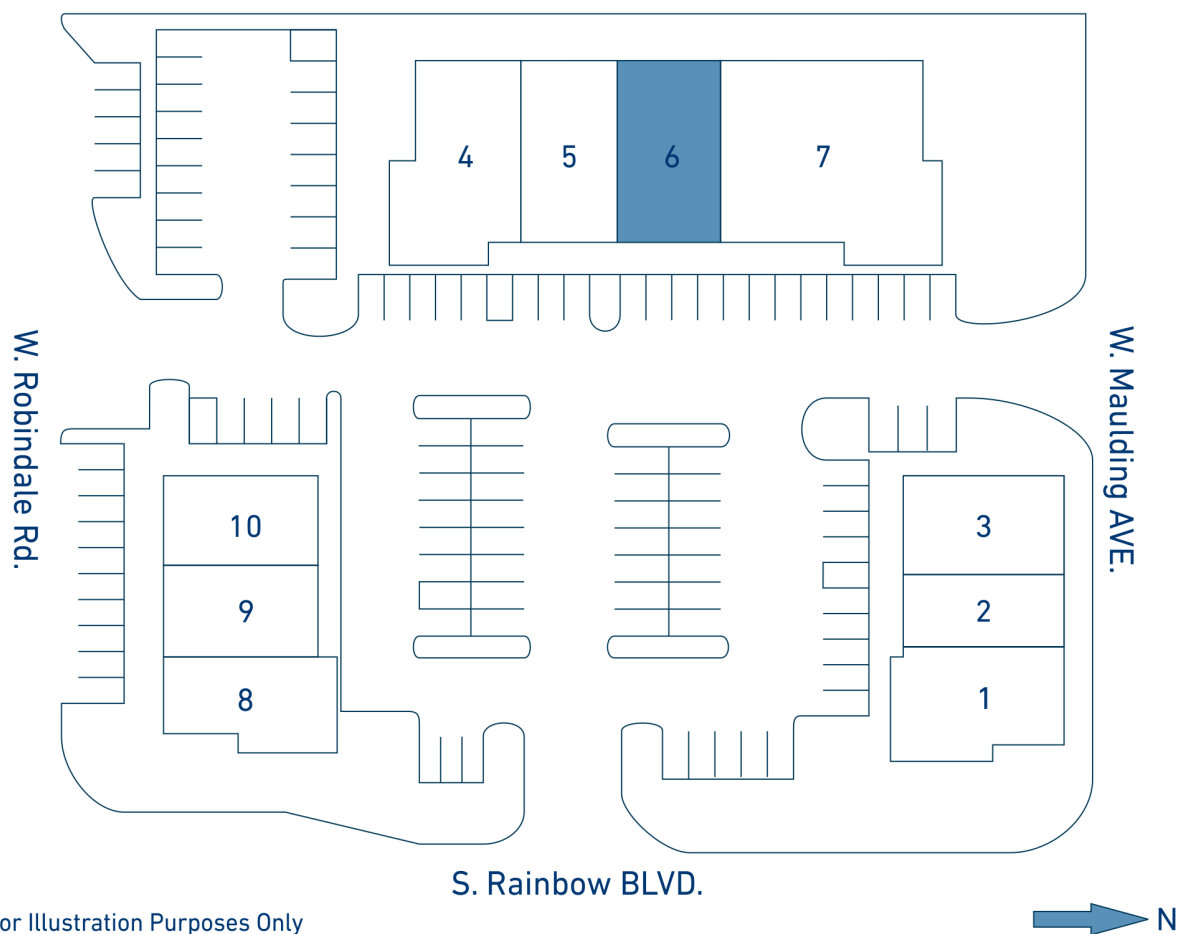 4
5
6
7
W. Robindale Rd.
W. Maulding AVE.
10
3
9
2
8
1
S. Rainbow BLVD.
or Illustration Purposes Only
N